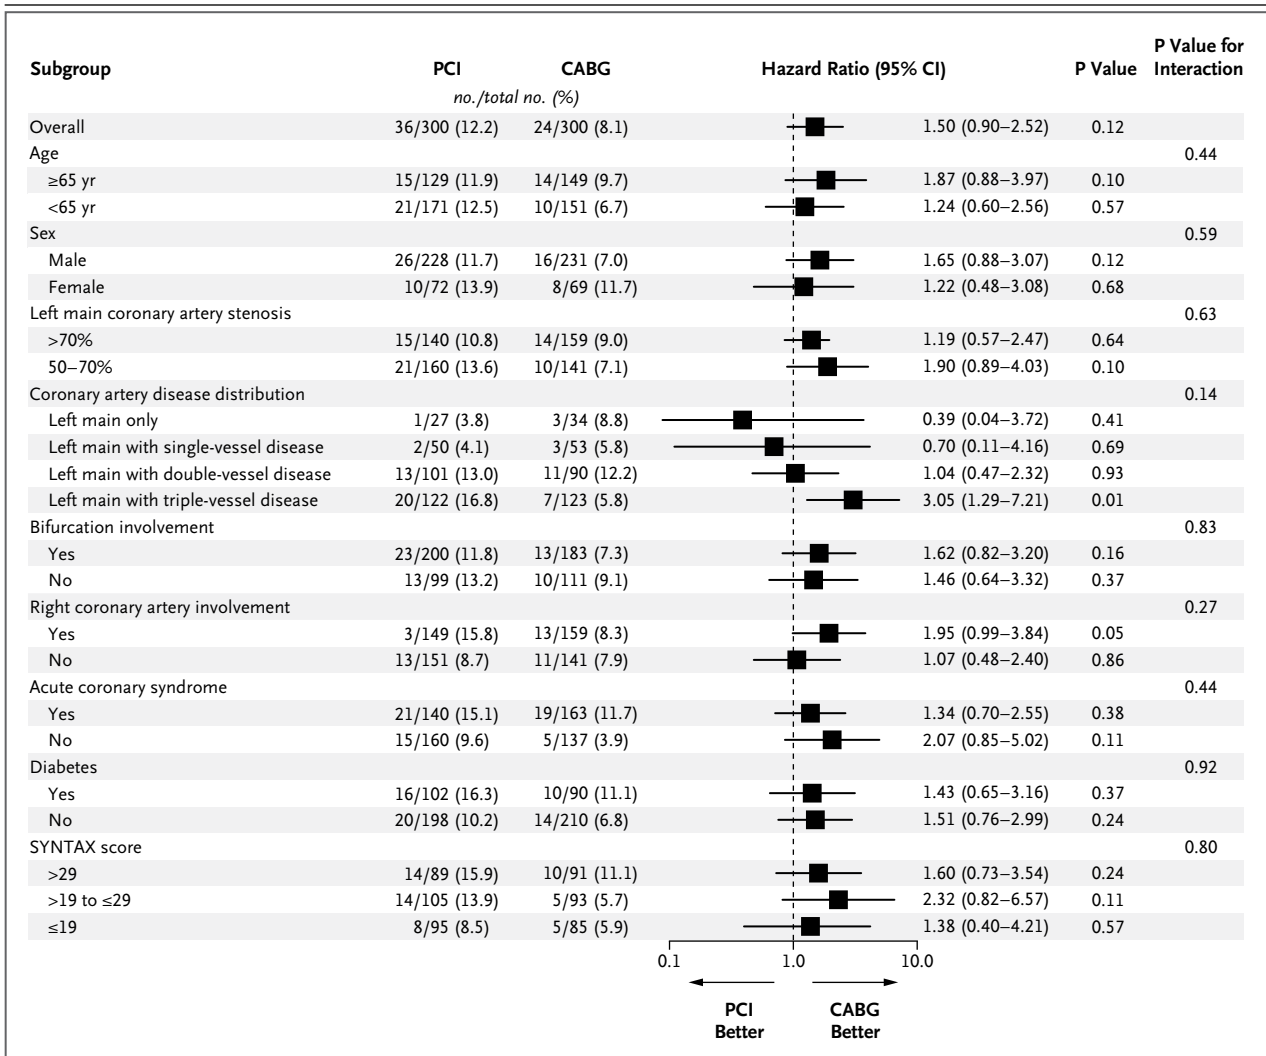 P Value for
Subgroup PCI CABG Hazard Ratio (95% CI) P Value Interaction
no./total no. (%)
Overall 36/300 (12.2) 24/300 (8.1) 1.50 (0.90–2.52) 0.12
Age 0.44
≥65 yr 15/129 (11.9) 14/149 (9.7) 1.87 (0.88–3.97) 0.10
<65 yr 21/171 (12.5) 10/151 (6.7) 1.24 (0.60–2.56) 0.57
Sex 0.59
Male 26/228 (11.7) 16/231 (7.0) 1.65 (0.88–3.07) 0.12
Female 10/72 (13.9) 8/69 (11.7) 1.22 (0.48–3.08) 0.68
Left main coronary artery stenosis 0.63
>70% 15/140 (10.8) 14/159 (9.0) 1.19 (0.57–2.47) 0.64
50–70% 21/160 (13.6) 10/141 (7.1) 1.90 (0.89–4.03) 0.10
Coronary artery disease distribution 0.14
Left main only 1/27 (3.8) 3/34 (8.8) 0.39 (0.04–3.72) 0.41
Left main with single-vessel disease 2/50 (4.1) 3/53 (5.8) 0.70 (0.11–4.16) 0.69
Left main with double-vessel disease 13/101 (13.0) 11/90 (12.2) 1.04 (0.47–2.32) 0.93
Left main with triple-vessel disease 20/122 (16.8) 7/123 (5.8) 3.05 (1.29–7.21) 0.01
Bifurcation involvement 0.83
Yes 23/200 (11.8) 13/183 (7.3) 1.62 (0.82–3.20) 0.16
No 13/99 (13.2) 10/111 (9.1) 1.46 (0.64–3.32) 0.37
Right coronary artery involvement 0.27
Yes 3/149 (15.8) 13/159 (8.3) 1.95 (0.99–3.84) 0.05
No 13/151 (8.7) 11/141 (7.9) 1.07 (0.48–2.40) 0.86
Acute coronary syndrome 0.44
Yes 21/140 (15.1) 19/163 (11.7) 1.34 (0.70–2.55) 0.38
No 15/160 (9.6) 5/137 (3.9) 2.07 (0.85–5.02) 0.11
Diabetes 0.92
Yes 16/102 (16.3) 10/90 (11.1) 1.43 (0.65–3.16) 0.37
No 20/198 (10.2) 14/210 (6.8) 1.51 (0.76–2.99) 0.24
SYNTAX score 0.80
>29 14/89 (15.9) 10/91 (11.1) 1.60 (0.73–3.54) 0.24
>19 to ≤29 14/105 (13.9) 5/93 (5.7) 2.32 (0.82–6.57) 0.11
≤19 8/95 (8.5) 5/85 (5.9) 1.38 (0.40–4.21) 0.57
0.1 1.0 10.0
PCI CABG
Better Better